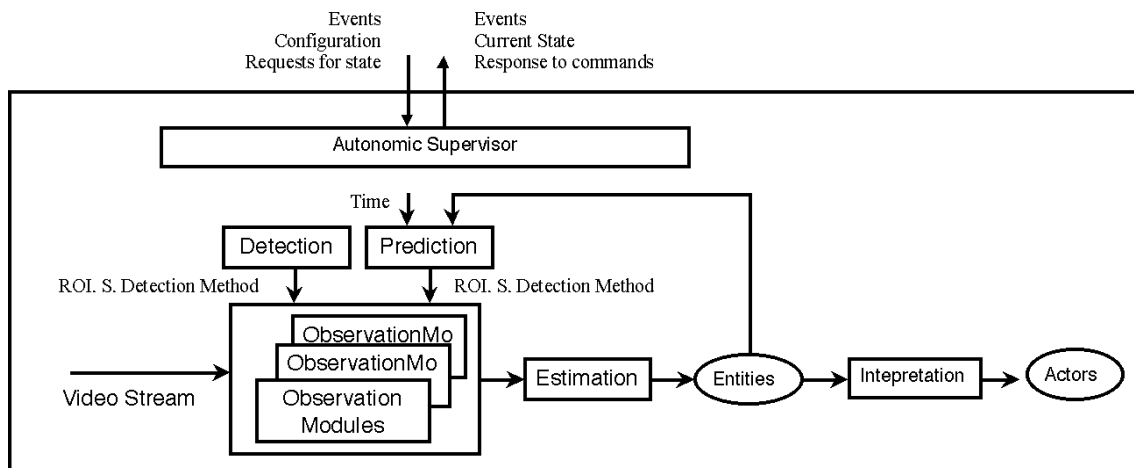 Events
Configuration
Requests for state
Events
Current State
Response to commands
Autonomic Supervisor
Time
Detection
Prediction
ROI. S. Detection Method
ROI. S. Detection Method
ObservationMo
ObservationMo
Observation
Modules
Video Stream
Estimation
Entities
Intepretation
Actors